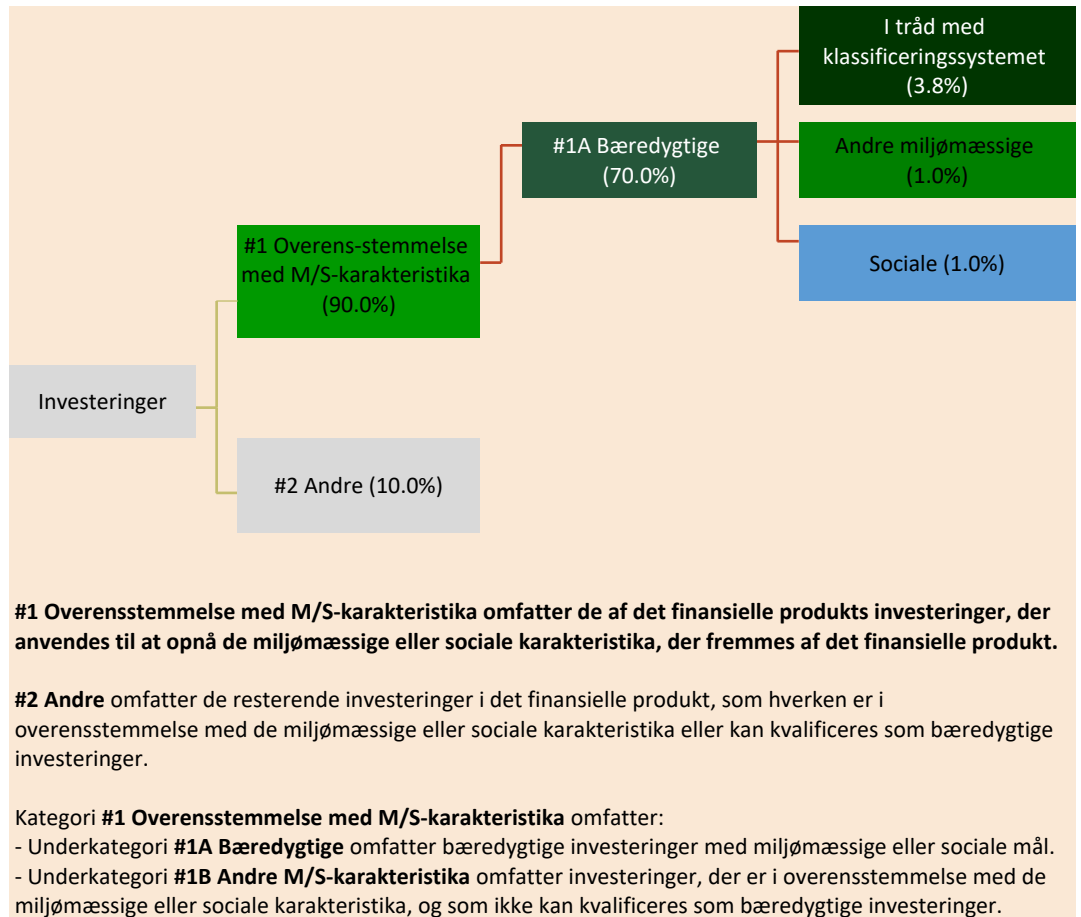 I tråd med
klassificeringssystemet
(3.8%)
#1A Bæredygtige
(70.0%)
Andre miljømæssige
(1.0%)
#1 Overens-stemmelse
med M/S-karakteristika
(90.0%)
Sociale (1.0%)
Investeringer
#2 Andre (10.0%)
#1 Overensstemmelse med M/S-karakteristika omfatter de af det finansielle produkts investeringer, der
anvendes til at opnå de miljømæssige eller sociale karakteristika, der fremmes af det finansielle produkt.
#2 Andre omfatter de resterende investeringer i det finansielle produkt, som hverken er i
overensstemmelse med de miljømæssige eller sociale karakteristika eller kan kvalificeres som bæredygtige
investeringer.
Kategori #1 Overensstemmelse med M/S-karakteristika omfatter:
- Underkategori #1A Bæredygtige omfatter bæredygtige investeringer med miljømæssige eller sociale mål.
- Underkategori #1B Andre M/S-karakteristika omfatter investeringer, der er i overensstemmelse med de
miljømæssige eller sociale karakteristika, og som ikke kan kvalificeres som bæredygtige investeringer.